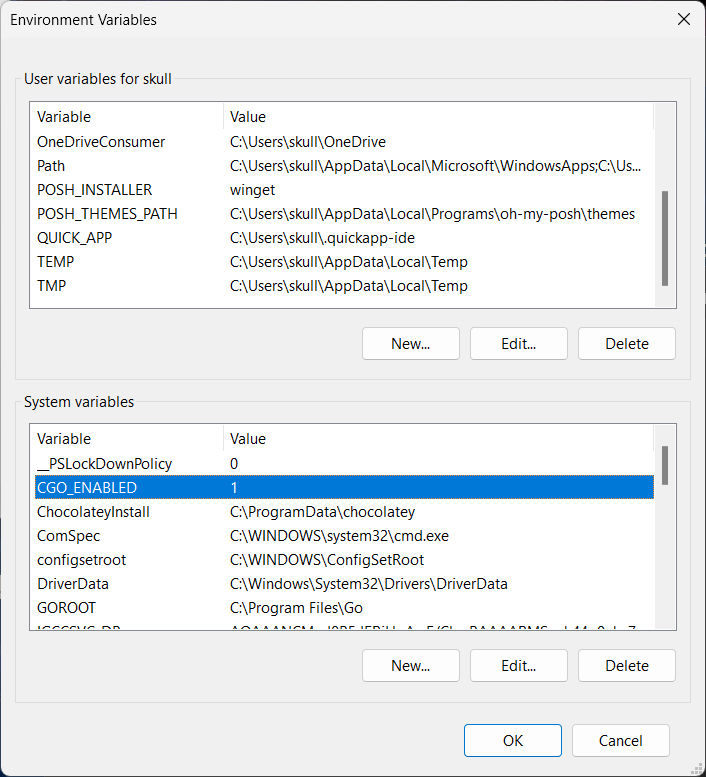 Environment Variables
User variables for skull
Variable Value
OneDriveConsumer C:\Users\skull\OneDrive
Path C:\Users\skull\AppData\Local\Microsoft\WindowsApps;C:\Us...
POSH_INSTALLER winget
POSH_THEMES_PATH C:\Users\skull\AppData\Local\Programs\oh-my-posh\themes
QUICK_APP C:\Users\skull\.quickapp-ide
TEMP C:\Users\skull\AppData\Local\Temp
TMP C:\Users\skull\AppData\Local\Temp
New... Edit... Delete
System variables
Variable Value
__PSLockDownPolicy 0
CGO_ENABLED 1
ChocolateyInstall C:\ProgramData\chocolatey
ComSpec C:\WINDOWS\system32\cmd.exe
configsetroot C:\WINDOWS\ConfigSetRoot
DriverData C:\Windows\System32\Drivers\DriverData
GOROOT C:\Program Files\Go
New... Edit... Delete
OK Cancel